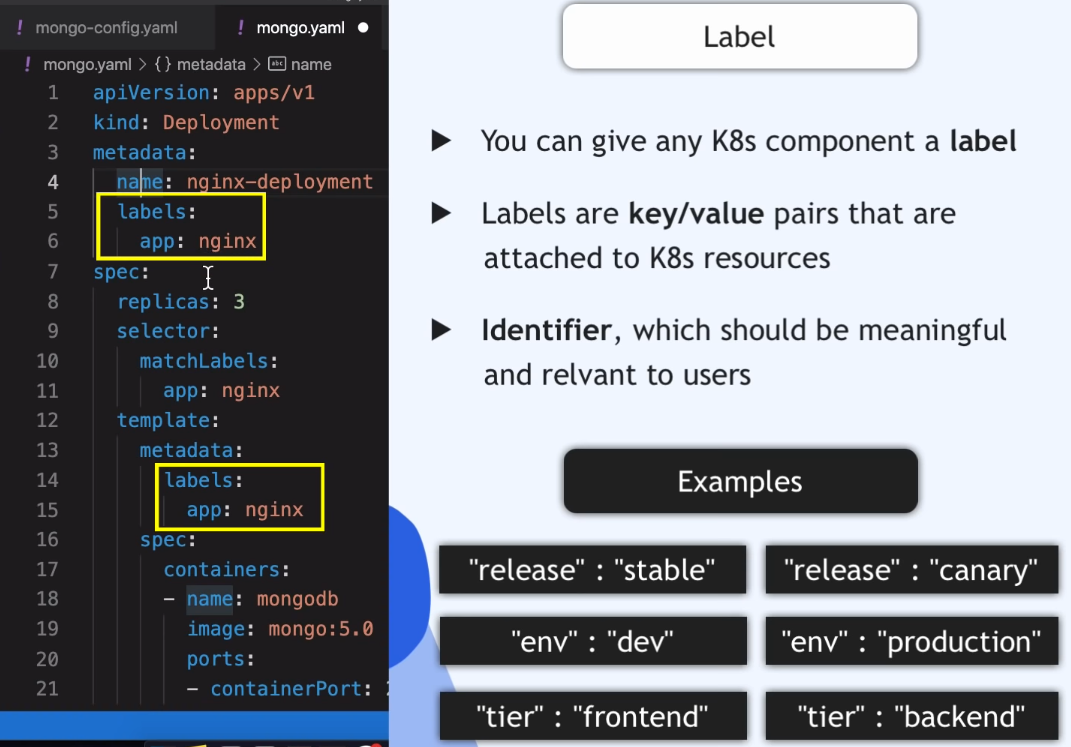 ! mongo-config.yaml
! mongo.yaml ●
! mongo.yaml > {} metadata > abc name
1 apiVersion: apps/v1
2 kind: Deployment
3 metadata:
4 name: nginx-deployment
5 labels:
6 app: nginx
7 spec:
8 replicas: 3
9 selector:
10 matchLabels:
11 app: nginx
12 template:
13 metadata:
14 labels:
15 app: nginx
16 spec:
17 containers:
18 - name: mongodb
19 image: mongo:5.0
20 ports:
21 - containerPort:
Label
▶ You can give any K8s component a label
▶ Labels are key/value pairs that are
attached to K8s resources
▶ Identifier, which should be meaningful
and relvant to users
Examples
"release" : "stable"
"release" : "canary"
"env" : "dev"
"env" : "production"
"tier" : "frontend"
"tier" : "backend"